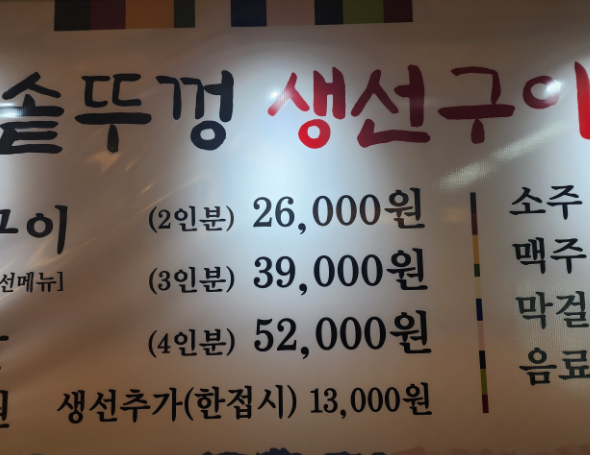 솥뚜껑 생선구이
구이 (2인분) 26,000원 소주
선메뉴] (3인분) 39,000원 맥주
(4인분) 52,000원 막걸
생선추가(한접시) 13,000원 음료